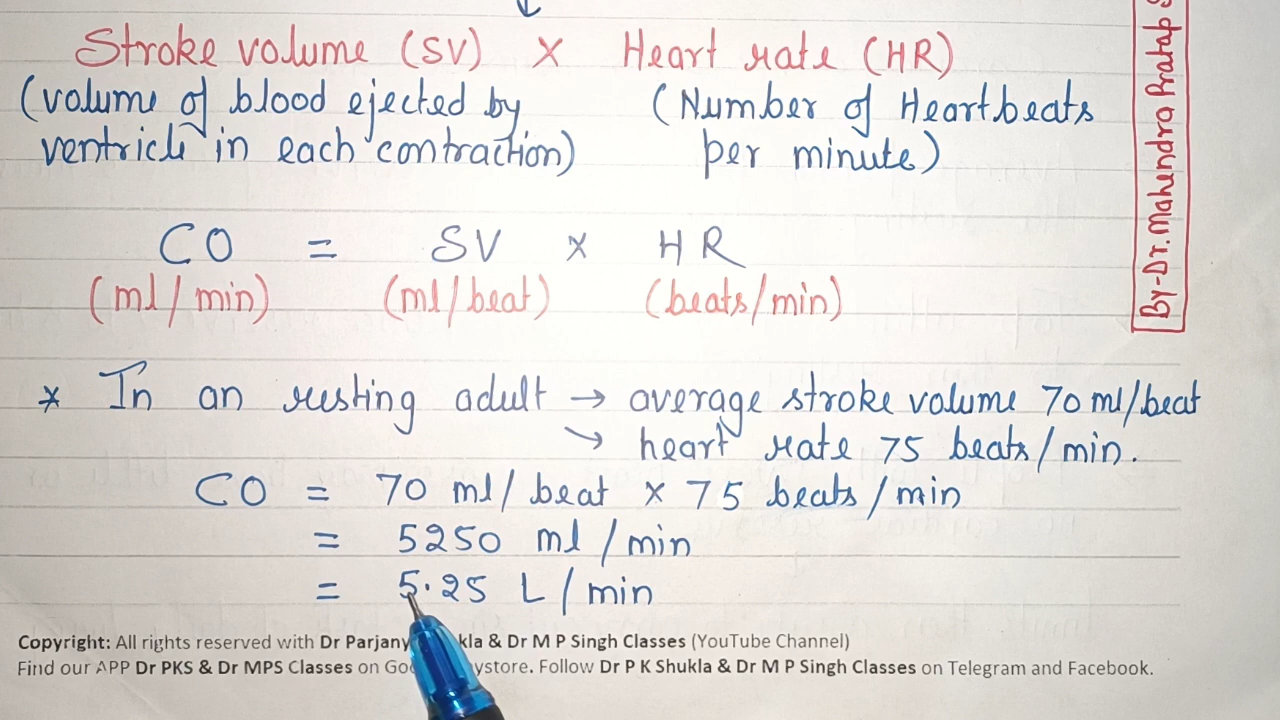 Stroke volume (SV) × Heart rate (HR)
(volume of blood ejected by
ventricle in each contraction)
(Number of Heartbeats
per minute)
CO = SV × HR
(ml/min) (ml/beat) (beats/min)
* In an resting adult → average stroke volume 70 ml/beat
→ heart rate 75 beats/min.
CO = 70 ml/beat × 75 beats/min
= 5250 ml/min
= 5.25 L/min
Copyright: All rights reserved with Dr & Dr M P Singh Classes (YouTube Channel)
Find our APP Dr PKS & Dr MPS Classes on Follow Dr P K Shukla & Dr M P Singh Classes on Telegram and Facebook.
By-Dr. Mahendra Pratap